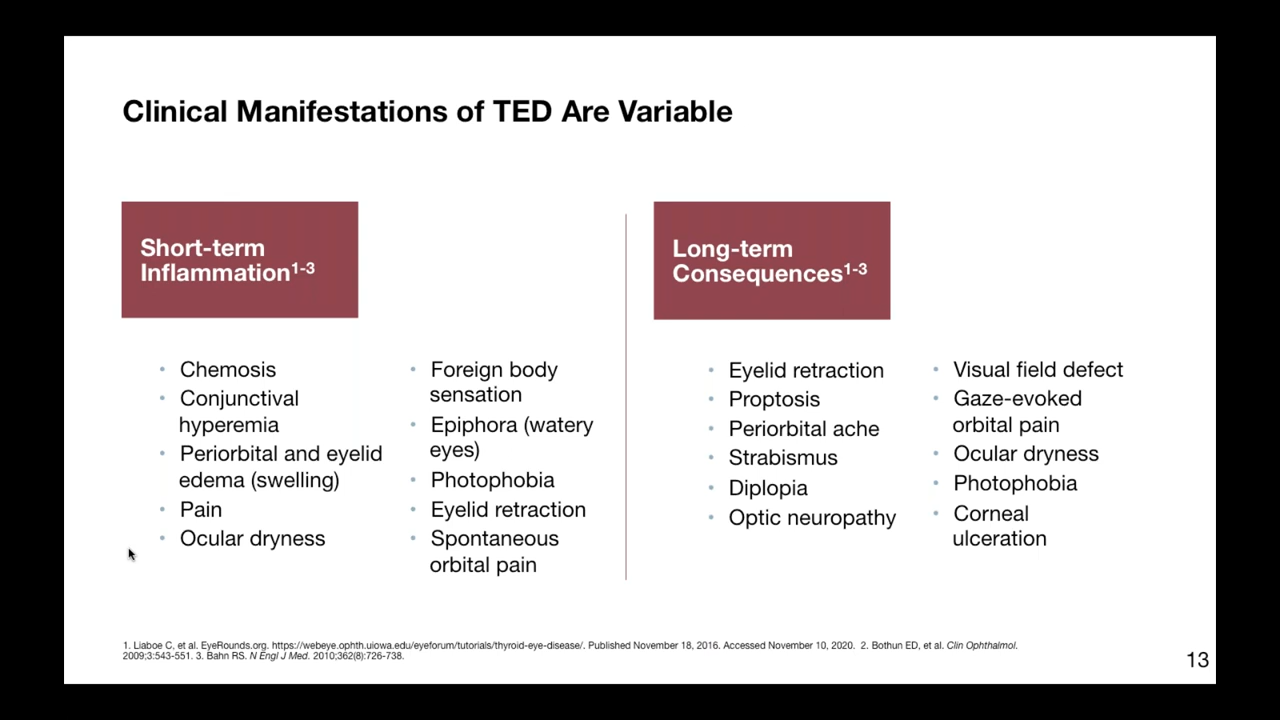 Clinical Manifestations of TED Are Variable
Short-term
Inflammation1-3
• Chemosis
• Conjunctival
hyperemia
• Periorbital and eyelid
edema (swelling)
• Pain
• Ocular dryness
• Foreign body
sensation
• Epiphora (watery
eyes)
• Photophobia
• Eyelid retraction
• Spontaneous
orbital pain
Long-term
Consequences1-3
• Eyelid retraction
• Proptosis
• Periorbital ache
• Strabismus
• Diplopia
• Optic neuropathy
• Visual field defect
• Gaze-evoked
orbital pain
• Ocular dryness
• Photophobia
• Corneal
ulceration
1. Liaboe C, et al. EyeRounds.org. https://webeye.ophth.uiowa.edu/eyeforum/tutorials/thyroid-eye-disease/. Published November 18, 2016. Accessed November 10, 2020. 2. Bothun ED, et al. Clin Ophthalmol.
2009;3:543-551. 3. Bahn RS. N Engl J Med. 2010;362(8):726-738.
13